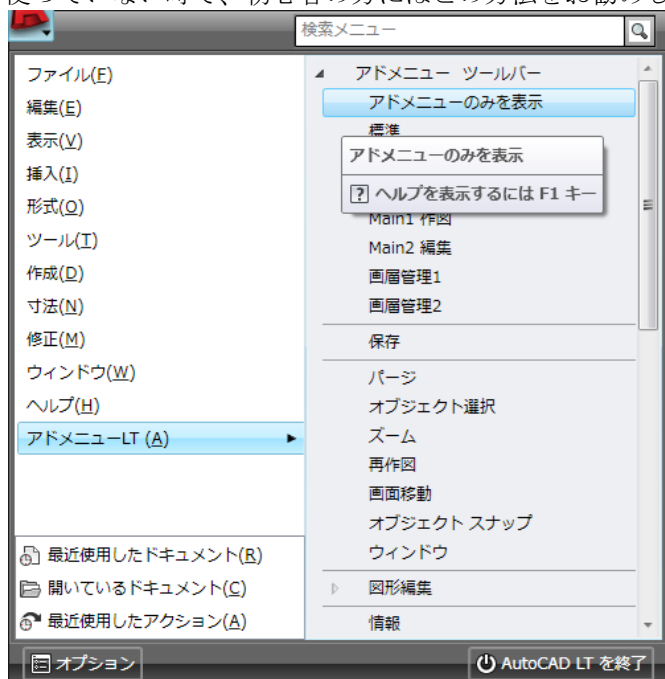 検索メニュー
ファイル(F)
編集(E)
表示(V)
挿入(I)
形式(O)
ツール(T)
作成(D)
寸法(N)
修正(M)
ウィンドウ(W)
ヘルプ(H)
アドメニューLT (A)
最近使用したドキュメント(R)
開いているドキュメント(C)
最近使用したアクション(A)
アドメニュー ツールバー
アドメニューのみを表示
標準
アドメニューのみを表示
? ヘルプを表示するには F1 キー
Main1 作図
Main2 編集
画層管理1
画層管理2
保存
パージ
オブジェクト選択
ズーム
再作図
画面移動
オブジェクト スナップ
ウィンドウ
図形編集
情報
オプション
AutoCAD LT を終了